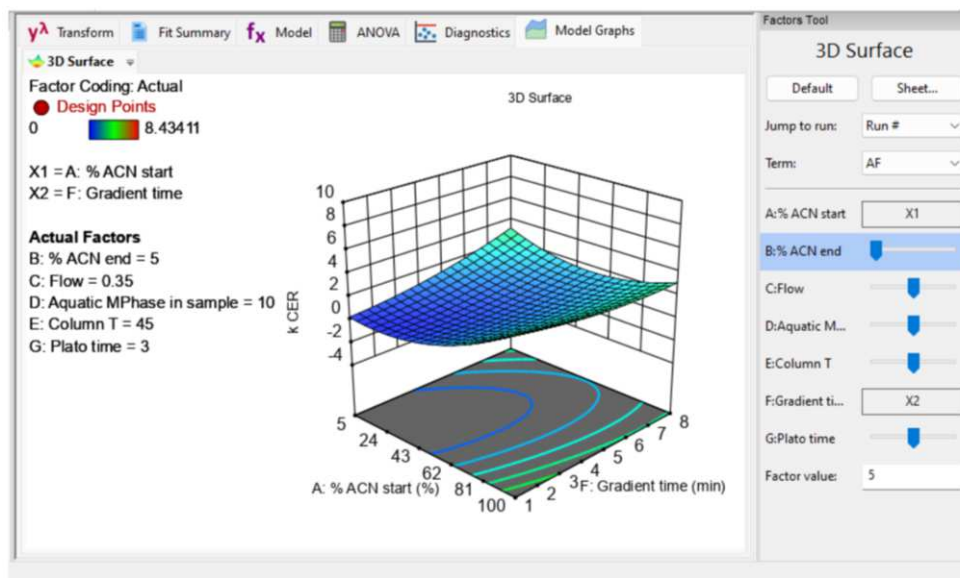 Transform Fit Summary Model ANOVA Diagnostics Model Graphs
3D Surface
Factor Coding: Actual
Design Points
0 8.43411
X1 = A: % ACN start
X2 = F: Gradient time
Actual Factors
B: % ACN end = 5
C: Flow = 0.35
D: Aquatic MPhase in sample = 10
E: Column T = 45
G: Plato time = 3
3D Surface
10
8
6
4
2
0
-2
-4
k CER
5 24 43 62 81 100
A: % ACN start (%)
1 2 3 4 5 6 7 8
F: Gradient time (min)
Factors Tool
3D Surface
Default Sheet...
Jump to run: Run #
Term: AF
A:% ACN start X1
B:% ACN end
C:Flow
D:Aquatic M...
E:Column T
F:Gradient ti... X2
G:Plato time
Factor value: 5